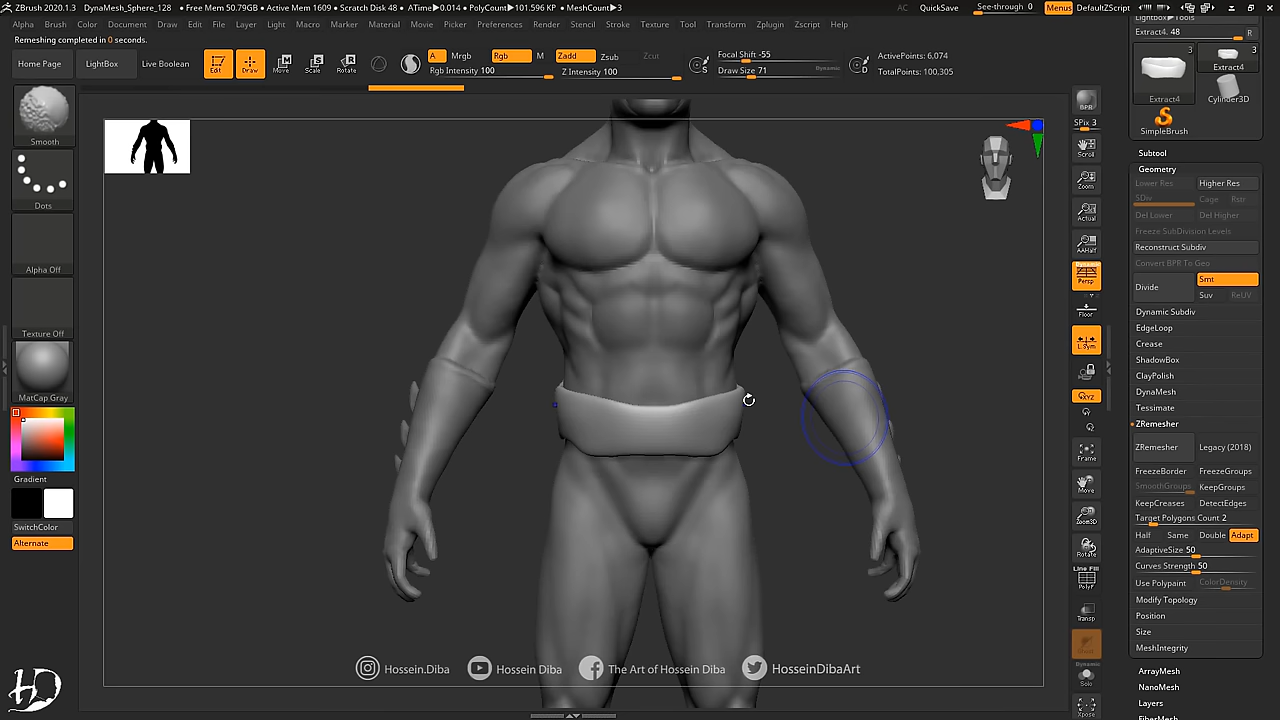 ZBrush 2020.1.3 DynaMesh_Sphere_128 • Free Mem 50.79GB • Active Mem 1609 • Scratch Disk 48 • ATime▶0.014 • PolyCount▶101.596 KP • MeshCount▶3 AC QuickSave See-through 0 Menus DefaultZScript
Alpha Brush Color Document Draw Edit File Layer Light Macro Marker Material Movie Picker Preferences Render Stencil Stroke Texture Tool Transform Zplugin Zscript Help
Remeshing completed in 0 seconds.
Home Page LightBox Live Boolean Edit Draw Move Scale Rotate
A Mrgb Rgb M Zadd Zsub Zcut
Rgb Intensity 100 Z Intensity 100
Focal Shift -55
Draw Size 71 Dynamic
S D
ActivePoints: 6,074
TotalPoints: 100,305
Smooth
Dots
Alpha Off
Texture Off
MatCap Gray
Gradient
SwitchColor
Alternate
BPR
SPix 3
Scroll
Zoom
Actual
AAHalf
Dynamic
Persp
Floor
L.Sym
XYZ
Frame
Move
Zoom3D
Rotate
Line Fill
PolyF
Transp
Dynamic
Solo
Xpose
Lightbox▶Tools
Extract4. 48 R
3 3
Extract4
Extract4 Cylinder3D
SimpleBrush
Subtool
Geometry
Lower Res Higher Res
SDiv Cage Rstr
Del Lower Del Higher
Freeze SubDivision Levels
Reconstruct Subdiv
Convert BPR To Geo
Divide Smt
Suv ReUV
Dynamic Subdiv
EdgeLoop
Crease
ShadowBox
ClayPolish
DynaMesh
Tessimate
ZRemesher
ZRemesher Legacy (2018)
FreezeBorder FreezeGroups
SmoothGroups KeepGroups
KeepCreases DetectEdges
Target Polygons Count 2
Half Same Double Adapt
AdaptiveSize 50
Curves Strength 50
Use Polypaint ColorDensity
Modify Topology
Position
Size
MeshIntegrity
ArrayMesh
NanoMesh
Layers
FiberMesh
Hossein.Diba Hossein Diba The Art of Hossein Diba HosseinDibaArt
HD